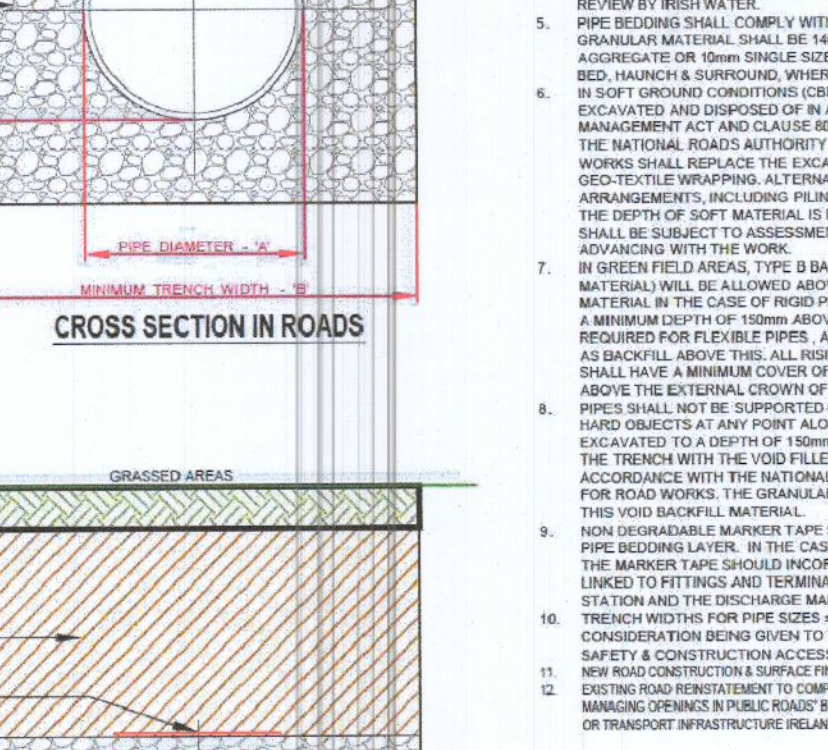 PIPE DIAMETER - 'A'
MINIMUM TRENCH WIDTH - 'B'
CROSS SECTION IN ROADS
GRASSED AREAS
REVIEW BY IRISH WATER.
5. PIPE BEDDING SHALL COMPLY WITH
GRANULAR MATERIAL SHALL BE 14
AGGREGATE OR 10mm SINGLE SIZE
BED, HAUNCH & SURROUND, WHER
6. IN SOFT GROUND CONDITIONS (CB
EXCAVATED AND DISPOSED OF IN A
MANAGEMENT ACT AND CLAUSE 80
THE NATIONAL ROADS AUTHORITY
WORKS SHALL REPLACE THE EXCA
GEO-TEXTILE WRAPPING. ALTERNA
ARRANGEMENTS, INCLUDING PILIN
THE DEPTH OF SOFT MATERIAL IS
SHALL BE SUBJECT TO ASSESSMEN
ADVANCING WITH THE WORK.
7. IN GREEN FIELD AREAS, TYPE B BA
MATERIAL) WILL BE ALLOWED ABO
MATERIAL IN THE CASE OF RIGID P
A MINIMUM DEPTH OF 150mm ABOV
REQUIRED FOR FLEXIBLE PIPES , A
AS BACKFILL ABOVE THIS. ALL RISI
SHALL HAVE A MINIMUM COVER OF
ABOVE THE EXTERNAL CROWN OF
8. PIPES SHALL NOT BE SUPPORTED
HARD OBJECTS AT ANY POINT ALO
EXCAVATED TO A DEPTH OF 150mm
THE TRENCH WITH THE VOID FILLE
ACCORDANCE WITH THE NATIONAL
FOR ROAD WORKS. THE GRANULAR
THIS VOID BACKFILL MATERIAL.
9. NON DEGRADABLE MARKER TAPE
PIPE BEDDING LAYER. IN THE CAS
THE MARKER TAPE SHOULD INCOR
LINKED TO FITTINGS AND TERMINA
STATION AND THE DISCHARGE MA
10. TRENCH WIDTHS FOR PIPE SIZES
CONSIDERATION BEING GIVEN TO
SAFETY & CONSTRUCTION ACCESS
11. NEW ROAD CONSTRUCTION & SURFACE FIN
12. EXISTING ROAD REINSTATEMENT TO COMP
MANAGING OPENINGS IN PUBLIC ROADS' B
OR TRANSPORT INFRASTRUCTURE IRELAN